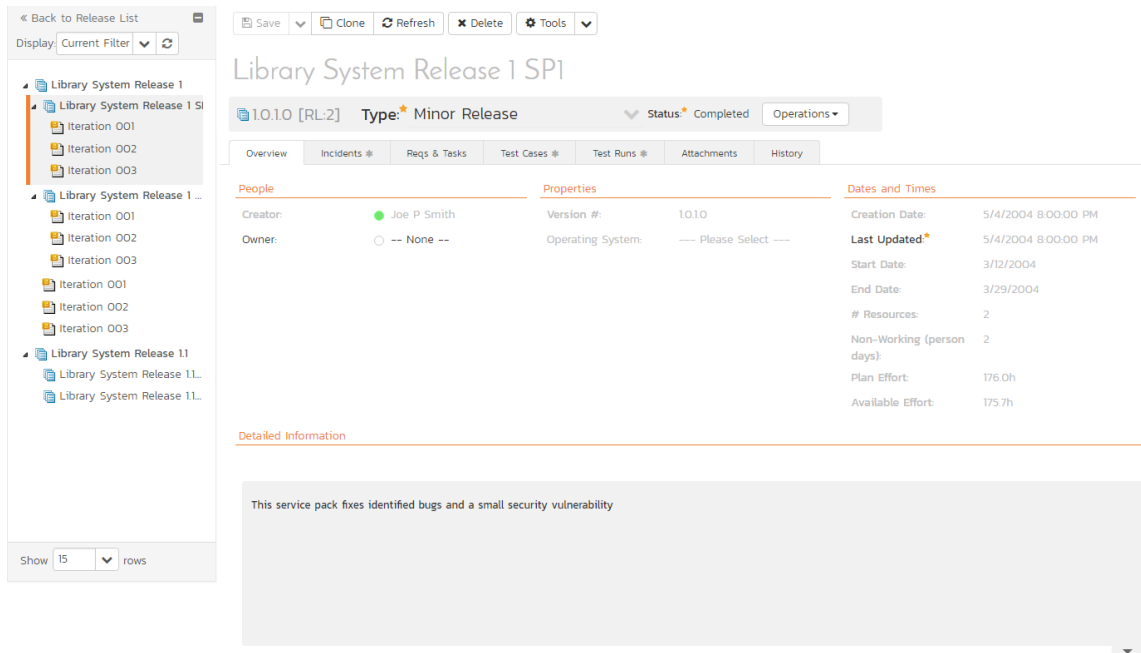 « Back to Release List
Display: Current Filter
Library System Release 1
Library System Release 1 SI
Iteration 001
Iteration 002
Iteration 003
Library System Release 1 ...
Iteration 001
Iteration 002
Iteration 003
Iteration 001
Iteration 002
Iteration 003
Library System Release 1.1
Library System Release 1.1...
Library System Release 1.1...
Show 15 rows
Save Clone Refresh Delete Tools
Library System Release 1 SP1
1.0.1.0 [RL:2] Type:* Minor Release Status:* Completed Operations
Overview Incidents Reqs & Tasks Test Cases Test Runs Attachments History
People Properties Dates and Times
Creator: Joe P Smith Version #: 1.0.1.0 Creation Date: 5/4/2004 8:00:00 PM
Owner: -- None -- Operating System: --- Please Select --- Last Updated:* 5/4/2004 8:00:00 PM
Start Date: 3/12/2004
End Date: 3/29/2004
# Resources: 2
Non-Working (person 2
days):
Plan Effort: 176.0h
Available Effort: 175.7h
Detailed Information
This service pack fixes identified bugs and a small security vulnerability